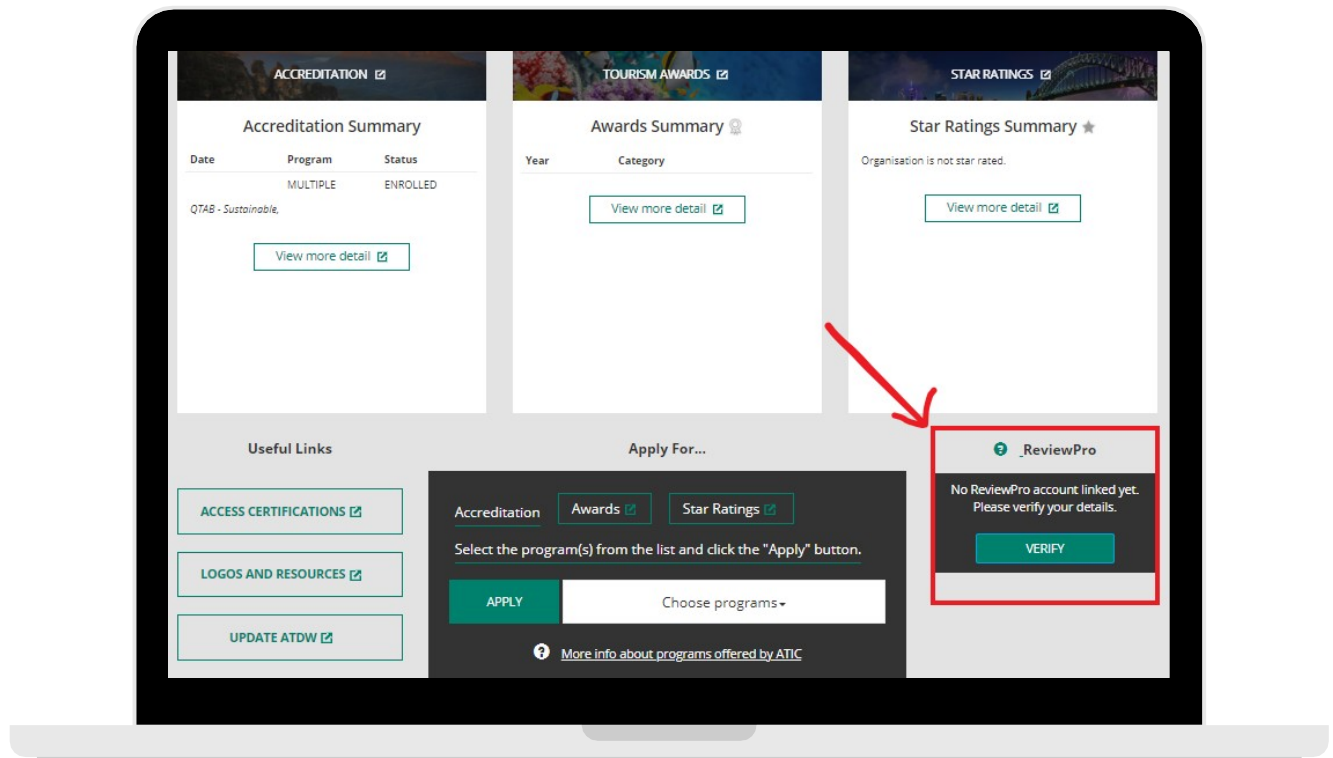 ACCREDITATION
Accreditation Summary
Date Program Status
MULTIPLE ENROLLED
QTAB - Sustainable,
View more detail
TOURISM AWARDS
Awards Summary
Year Category
View more detail
STAR RATINGS
Star Ratings Summary
Organisation is not star rated.
View more detail
Useful Links
ACCESS CERTIFICATIONS
LOGOS AND RESOURCES
UPDATE ATDW
Apply For...
Accreditation Awards Star Ratings
Select the program(s) from the list and click the "Apply" button.
APPLY Choose programs
? More info about programs offered by ATIC
? _ReviewPro
No ReviewPro account linked yet.
Please verify your details.
VERIFY